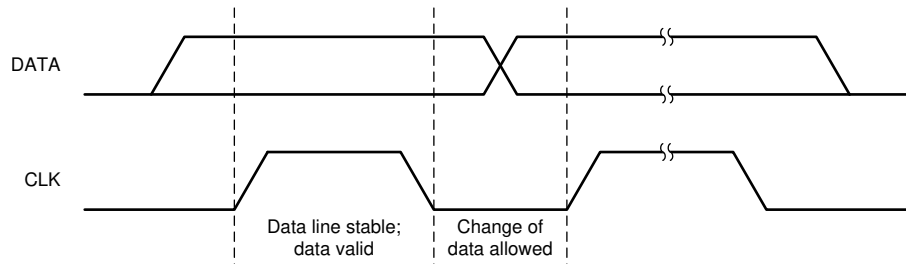 DATA
CLK
Data line stable;
data valid
Change of
data allowed